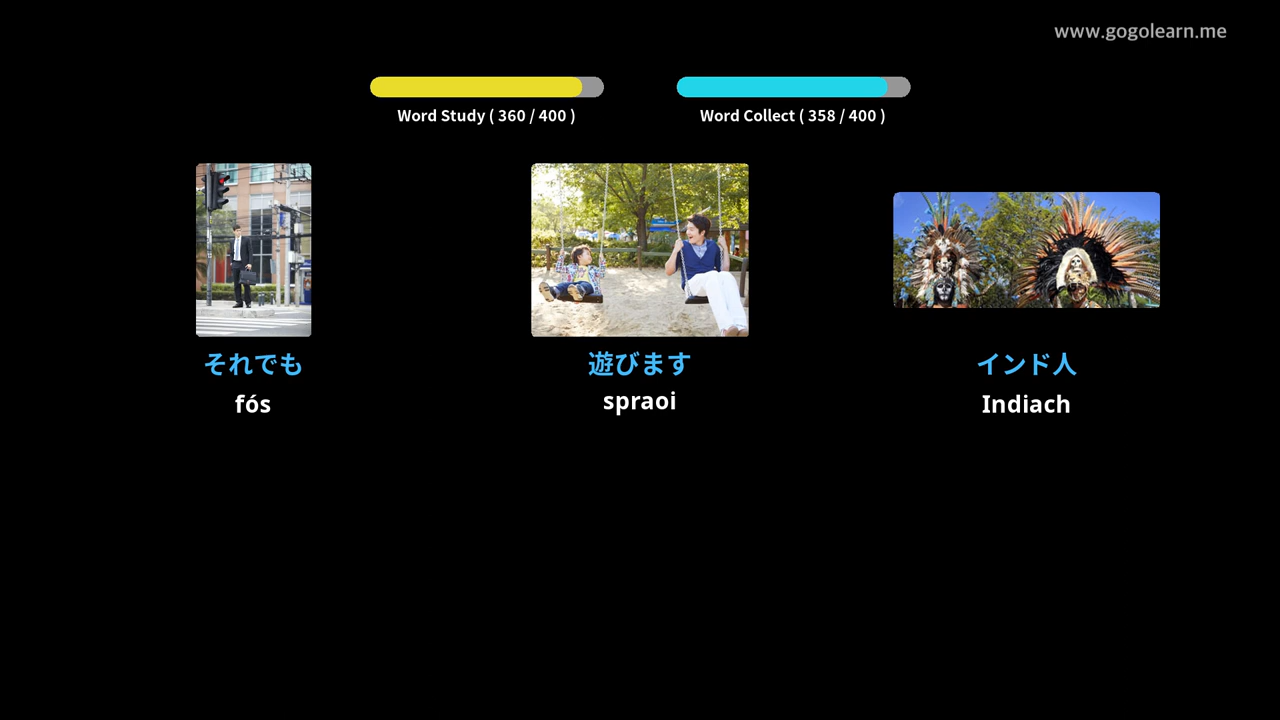 www.gogolearn.me
Word Study ( 360 / 400 )
Word Collect ( 358 / 400 )
それでも
fós
遊びます
spraoi
インド人
Indiach